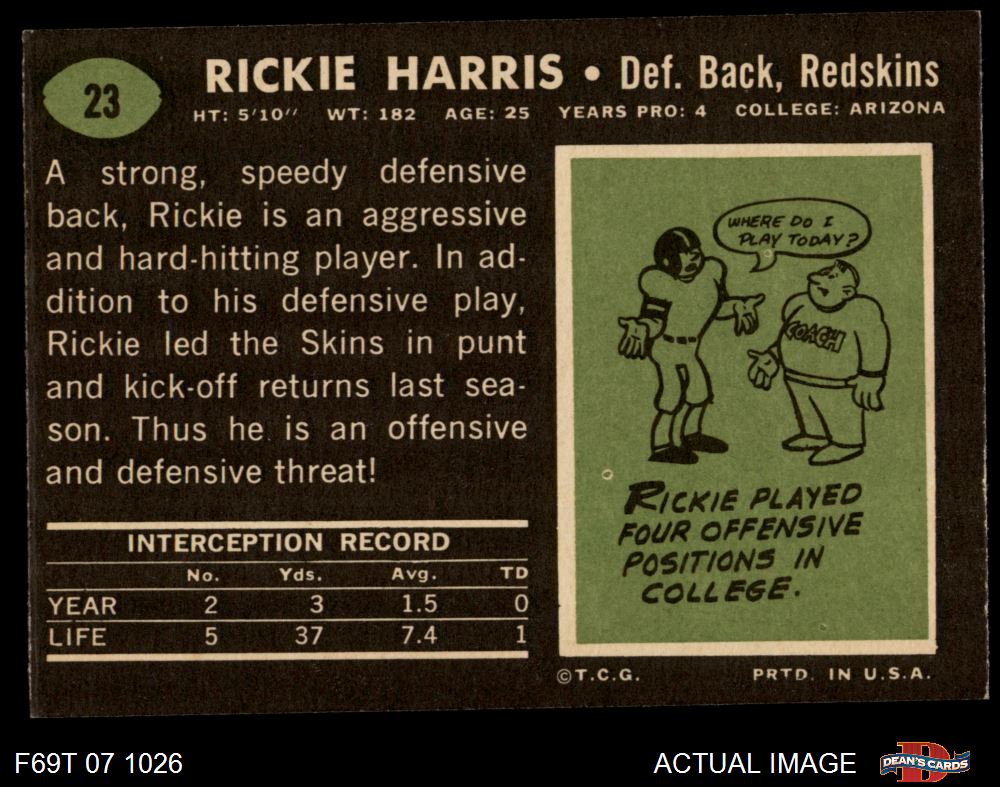 23
RICKIE HARRIS • Def. Back, Redskins
HT: 5'10" WT: 182 AGE: 25 YEARS PRO: 4 COLLEGE: ARIZONA
A strong, speedy defensive
back, Rickie is an aggressive
and hard-hitting player. In ad-
dition to his defensive play,
Rickie led the Skins in punt
and kick-off returns last sea-
son. Thus he is an offensive
and defensive threat!
INTERCEPTION RECORD
No. Yds. Avg. TD
YEAR 2 3 1.5 0
LIFE 5 37 7.4 1
WHERE DO I
PLAY TODAY?
COACH
RICKIE PLAYED
FOUR OFFENSIVE
POSITIONS IN
COLLEGE.
©T.C.G. PRTD. IN U.S.A.
F69T 07 1026
ACTUAL IMAGE
DEAN'S CARDS